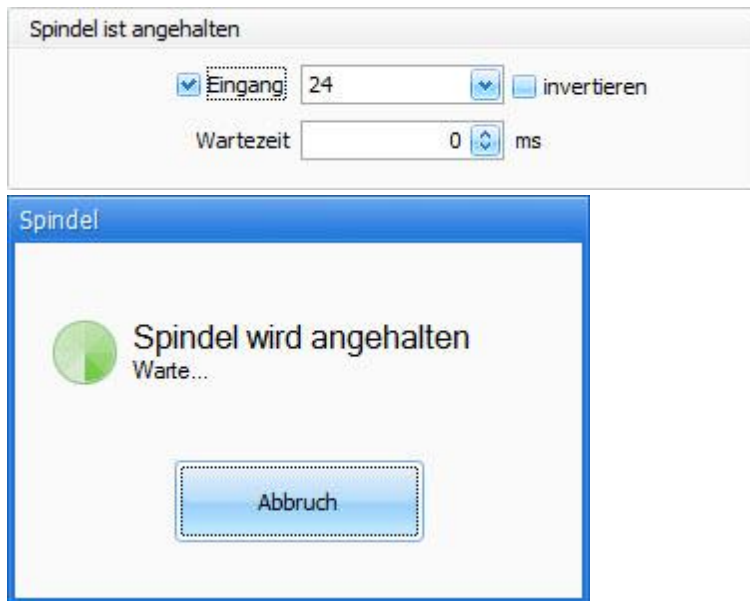 Spindel ist angehalten
Eingang 24 invertieren
Wartezeit 0 ms
Spindel
Spindel wird angehalten
Warte...
Abbruch